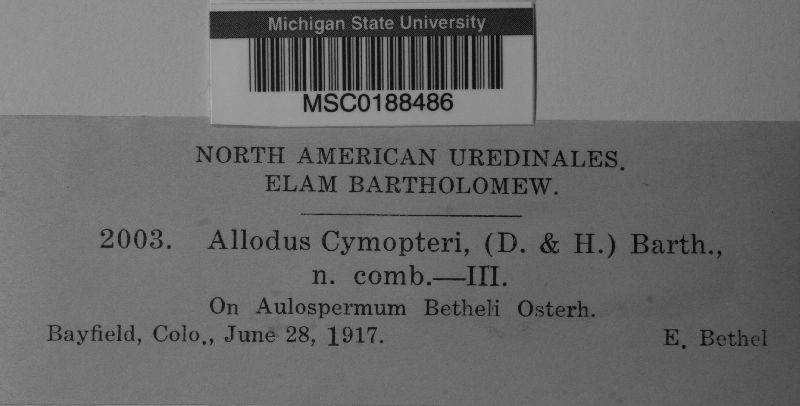 Michigan State University
MSC0188486
NORTH AMERICAN UREDINALES.
ELAM BARTHOLOMEW.
2003. Allodus Cymopteri, (D. & H.) Barth.,
n. comb.—III.
On Aulospermum Betheli Osterh.
Bayfield, Colo., June 28, 1917. E. Bethel